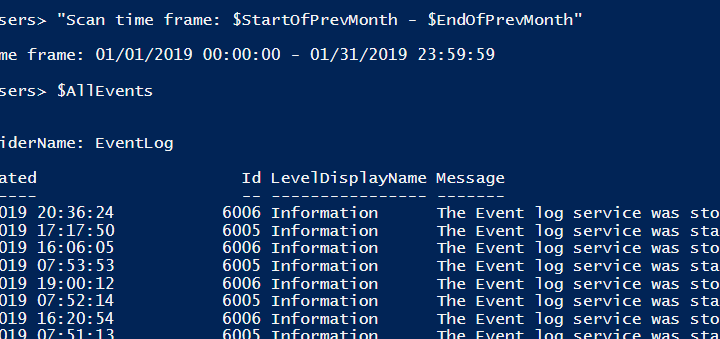 sers> "Scan time frame: $StartOfPrevMonth - $EndOfPrevMonth"
me frame: 01/01/2019 00:00:00 - 01/31/2019 23:59:59
sers> $AllEvents
iderName: EventLog
ated Id LevelDisplayName Message
---- -- ---------------- -------
019 20:36:24 6006 Information The Event log service was sto
019 17:17:50 6005 Information The Event log service was sta
019 16:06:05 6006 Information The Event log service was sto
019 07:53:53 6005 Information The Event log service was sta
019 19:00:12 6006 Information The Event log service was sto
019 07:52:14 6005 Information The Event log service was sta
019 16:20:54 6006 Information The Event log service was sto
019 07:51:13 6005 Information The Event log service was sta